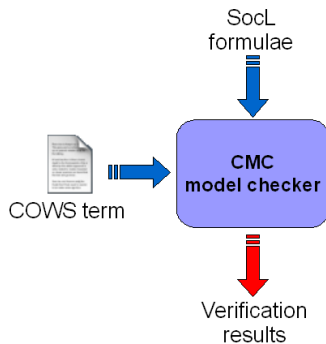 SocL
formulae
CMC
model checker
COWS term
Verification
results